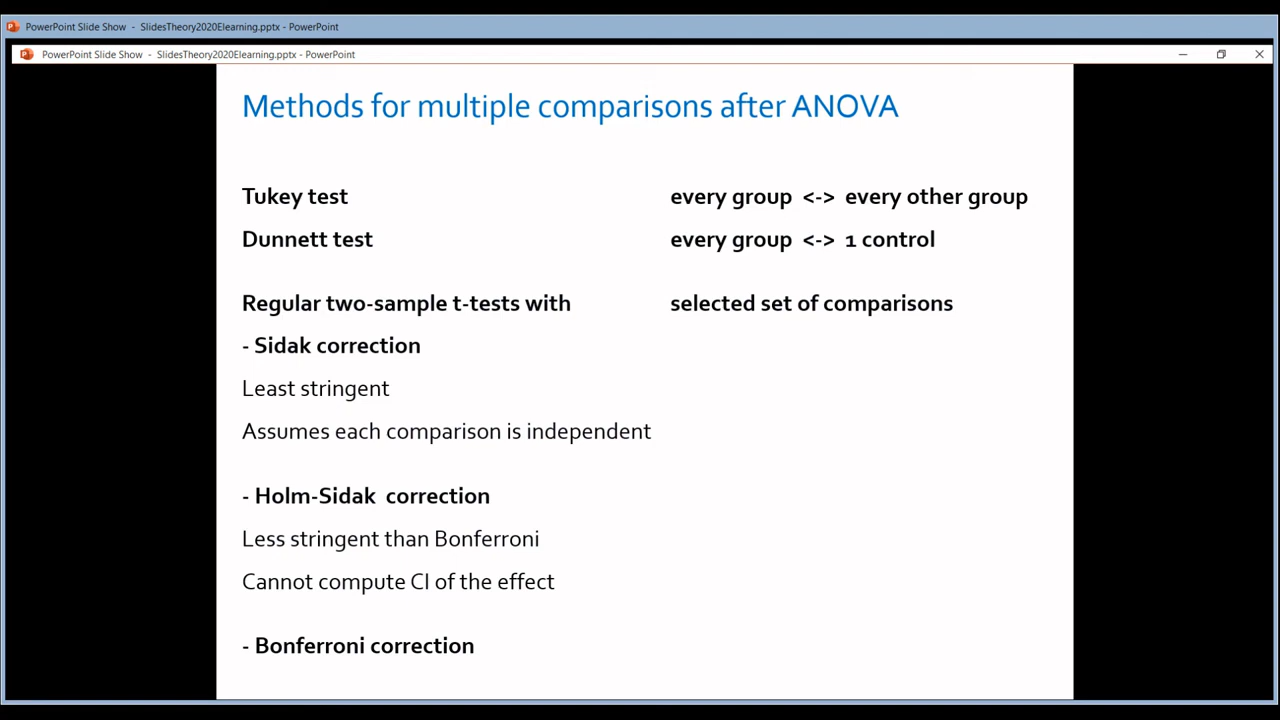 PowerPoint Slide Show - SlidesTheory2020Elearning.pptx - PowerPoint
PowerPoint Slide Show - SlidesTheory2020Elearning.pptx - PowerPoint
Methods for multiple comparisons after ANOVA
Tukey test every group <-> every other group
Dunnett test every group <-> 1 control
Regular two-sample t-tests with selected set of comparisons
- Sidak correction
Least stringent
Assumes each comparison is independent
- Holm-Sidak correction
Less stringent than Bonferroni
Cannot compute CI of the effect
- Bonferroni correction